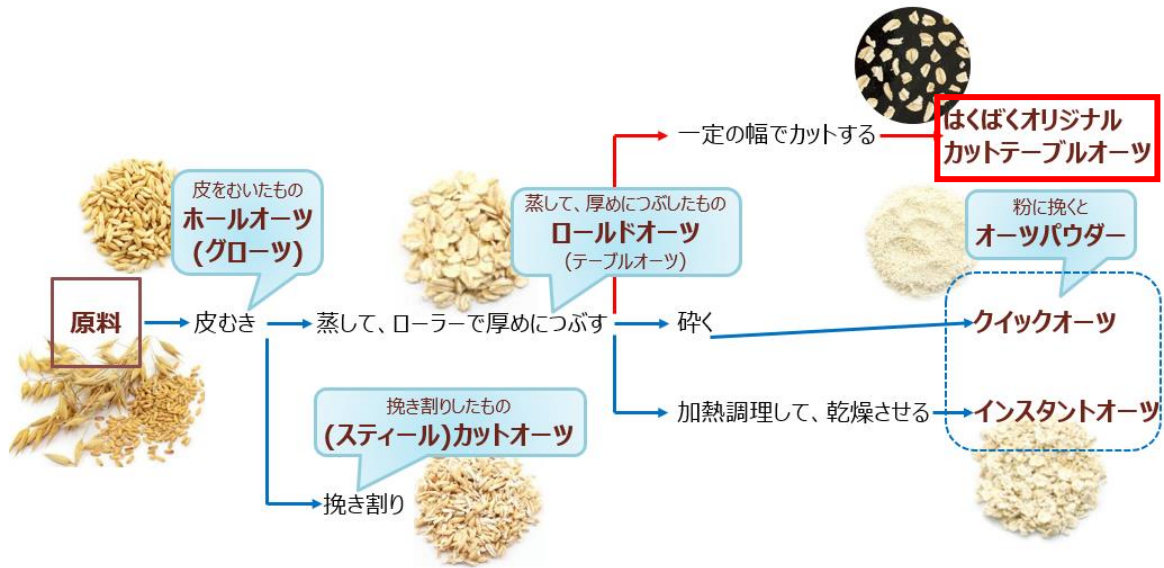 一定の幅でカットする
はくばくオリジナル
カットテーブルオーツ
皮をむいたもの
ホールオーツ
(グローツ)
蒸して、厚めにつぶしたもの
ロールドオーツ
(テーブルオーツ)
粉に挽くと
オーツパウダー
原料
皮むき
蒸して、ローラーで厚めにつぶす
砕く
クイックオーツ
挽き割りしたもの
(スティール)カットオーツ
加熱調理して、乾燥させる
インスタントオーツ
挽き割り